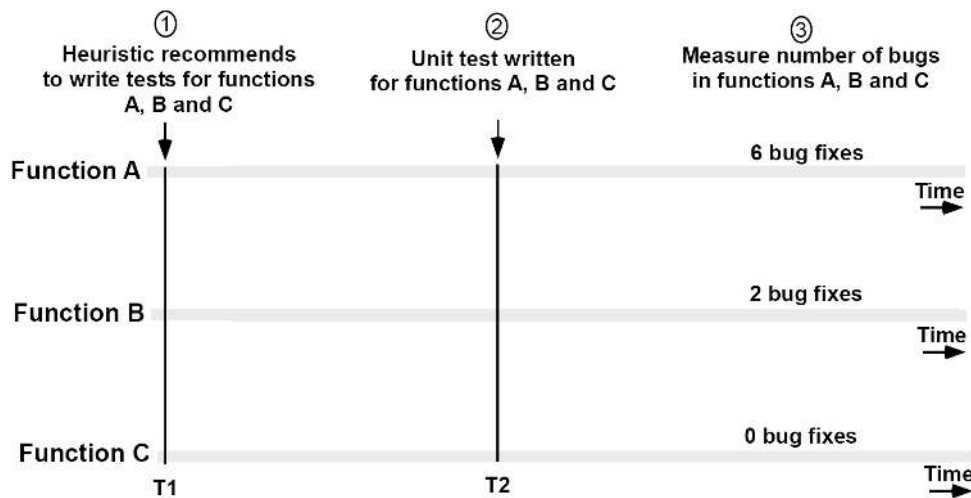 1
Heuristic recommends
to write tests for functions
A, B and C
2
Unit test written
for functions A, B and C
3
Measure number of bugs
in functions A, B and C
Function A
6 bug fixes
Time
Function B
2 bug fixes
Time
Function C
0 bug fixes
Time
T1
T2